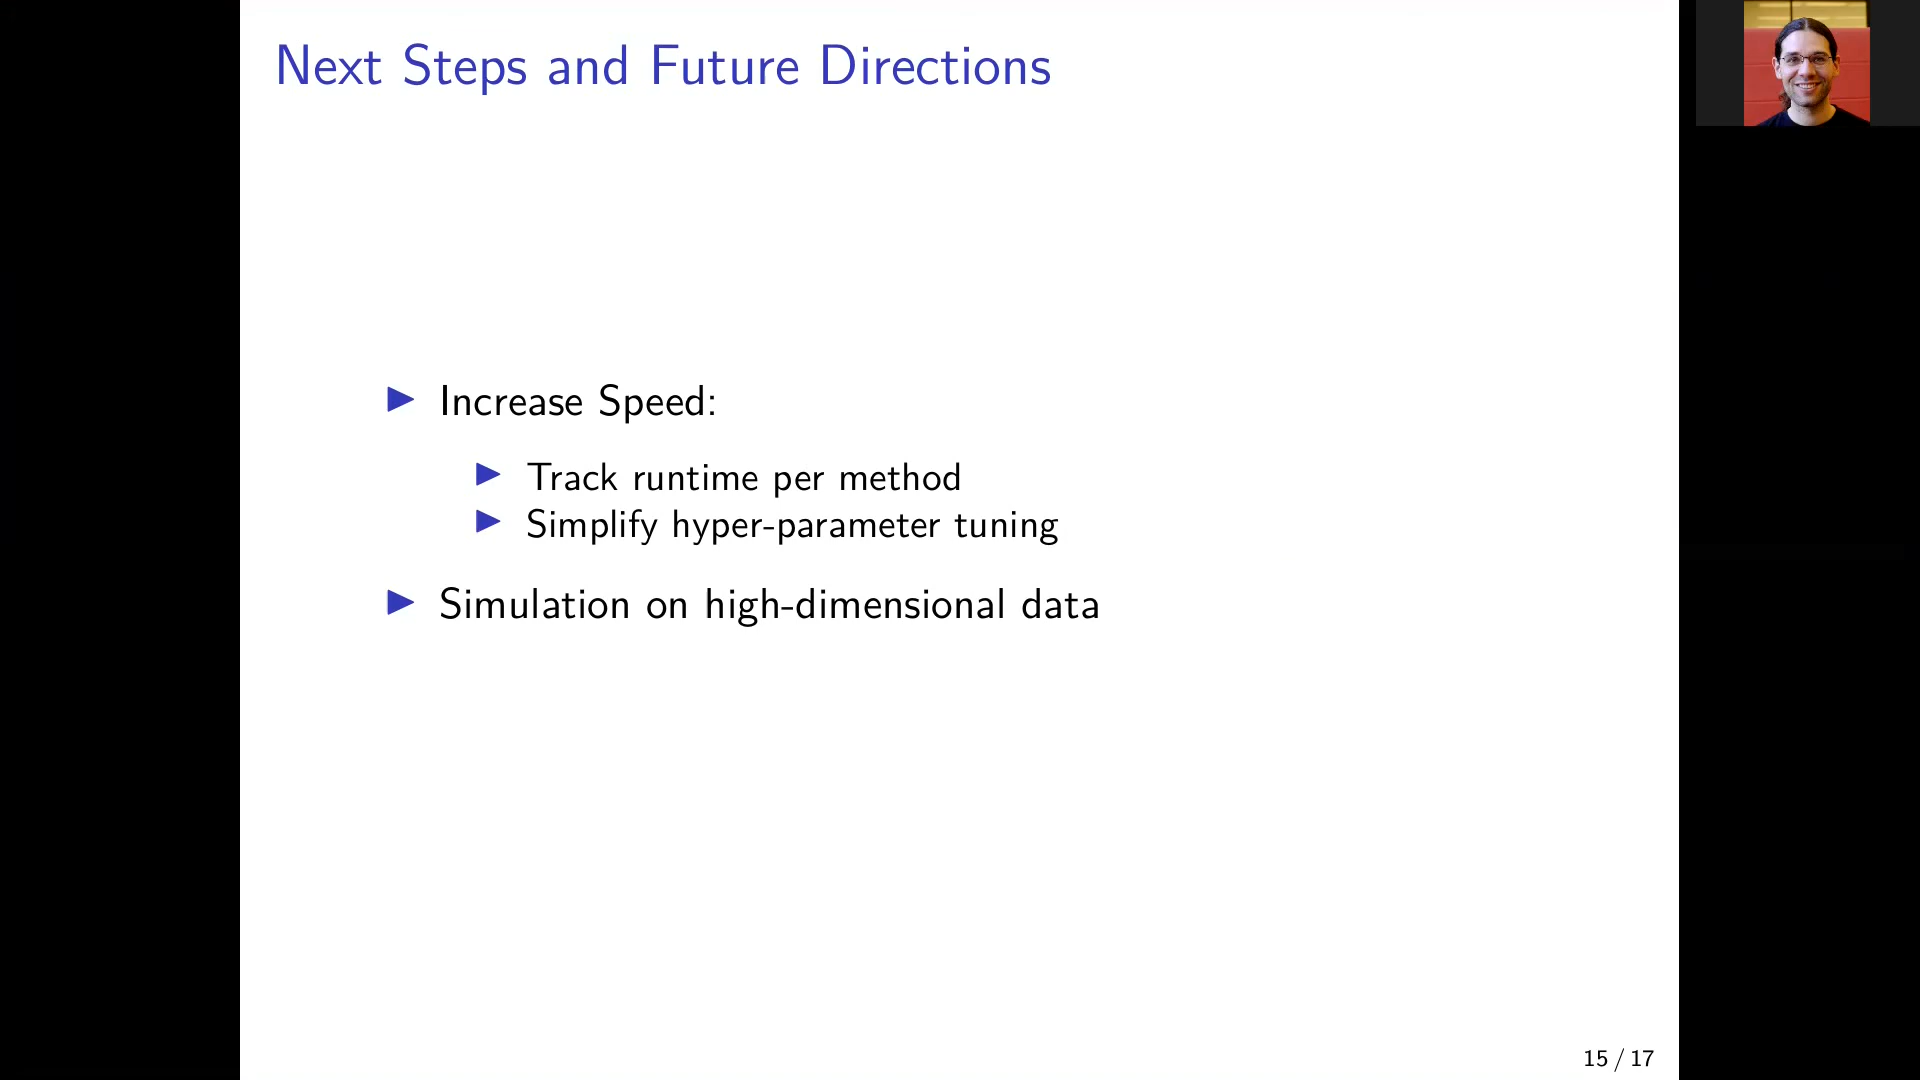 Next Steps and Future Directions
Increase Speed:
Track runtime per method
Simplify hyper-parameter tuning
Simulation on high-dimensional data
15 / 17